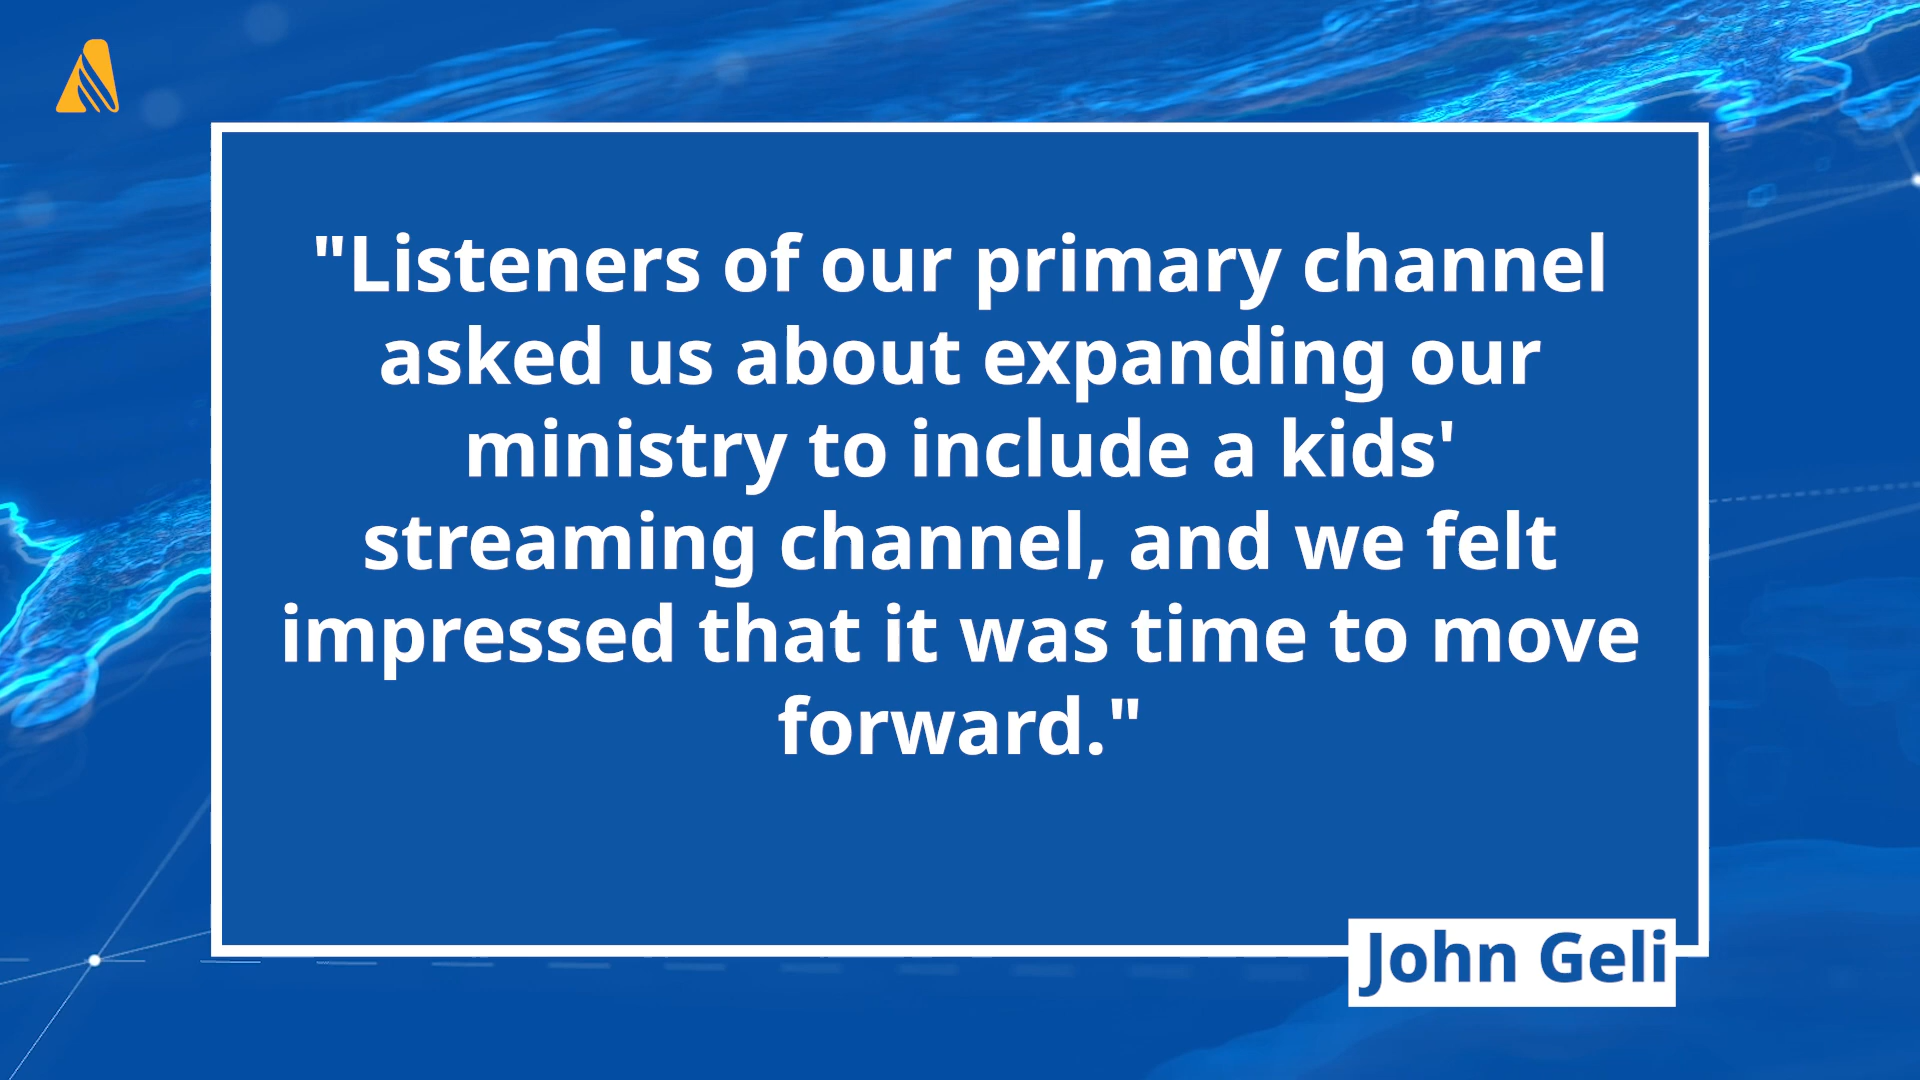 "Listeners of our primary channel
asked us about expanding our
ministry to include a kids'
streaming channel, and we felt
impressed that it was time to move
forward."
John Geli